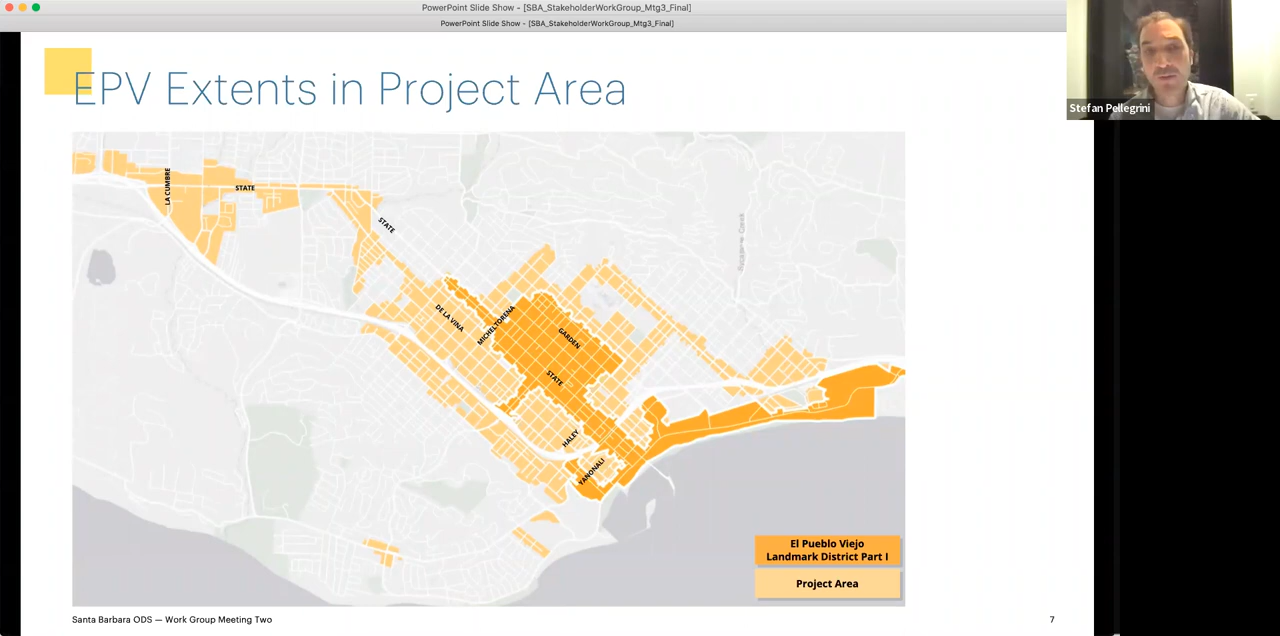 PowerPoint Slide Show - [SBA_StakeholderWorkGroup_Mtg3_Final]
PowerPoint Slide Show - [SBA_StakeholderWorkGroup_Mtg3_Final]
Stefan Pellegrini
EPV Extents in Project Area
LA CUMBRE
STATE
STATE
DE LA VINA
MICHELTORENA
GARDEN
STATE
HALEY
YANONALI
El Pueblo Viejo
Landmark District Part I
Project Area
Santa Barbara ODS — Work Group Meeting Two
7